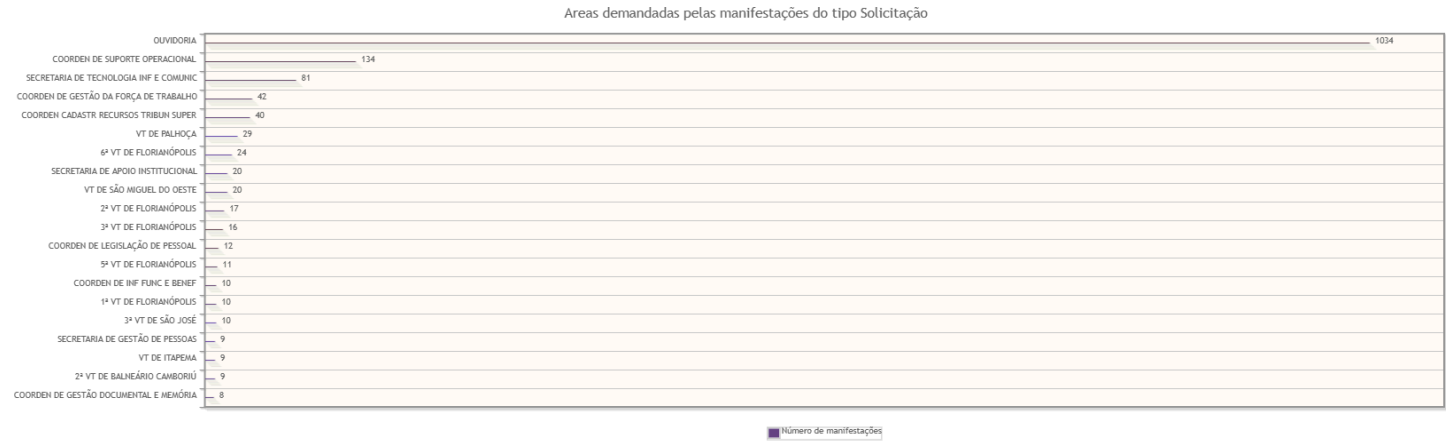 Areas demandadas pelas manifestações do tipo Solicitação
OUVIDORIA 1034
COORDEN DE SUPORTE OPERACIONAL 134
SECRETARIA DE TECNOLOGIA INF E COMUNIC 81
COORDEN DE GESTÃO DA FORÇA DE TRABALHO 42
COORDEN CADASTR RECURSOS TRIBUN SUPER 40
VT DE PALHOÇA 29
6ª VT DE FLORIANÓPOLIS 24
SECRETARIA DE APOIO INSTITUCIONAL 20
VT DE SÃO MIGUEL DO OESTE 20
2ª VT DE FLORIANÓPOLIS 17
3ª VT DE FLORIANÓPOLIS 16
COORDEN DE LEGISLAÇÃO DE PESSOAL 12
5ª VT DE FLORIANÓPOLIS 11
COORDEN DE INF FUNC E BENEF 10
1ª VT DE FLORIANÓPOLIS 10
3ª VT DE SÃO JOSÉ 10
SECRETARIA DE GESTÃO DE PESSOAS 9
VT DE ITAPEMA 9
2ª VT DE BALNEÁRIO CAMBORIÚ 9
COORDEN DE GESTÃO DOCUMENTAL E MEMÓRIA 8
Número de manifestações